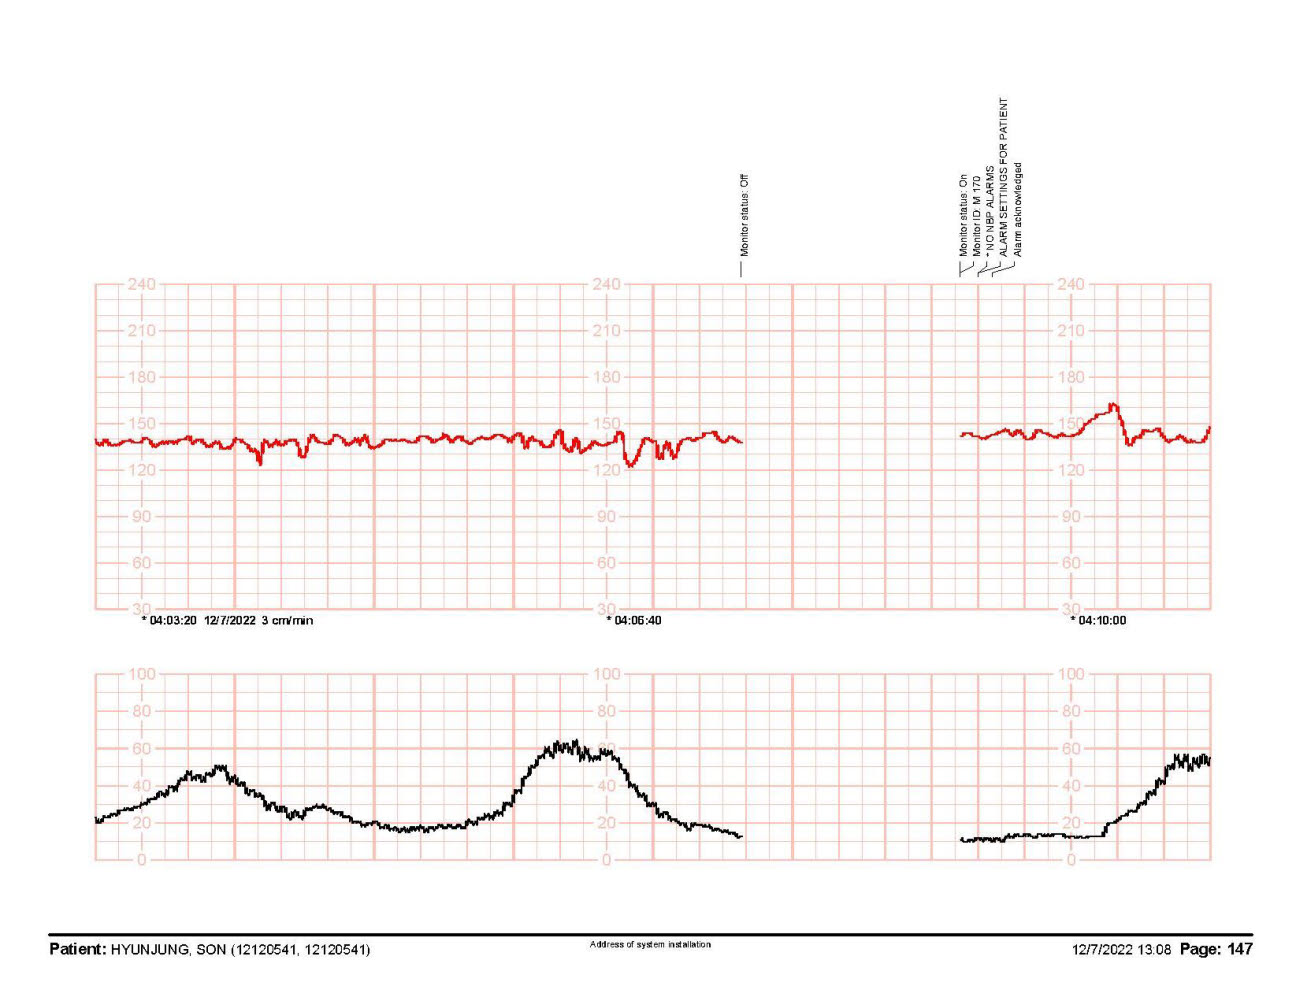 Monitor status: Off
Monitor status: On
Monitor ID: M 170
* NO NBP ALARMS
ALARM SETTINGS FOR PATIENT
Alarm acknowledged
240 240 240
210 210 210
180 180 180
150 150 150
120 120 120
90 90 90
60 60 60
30 30 30
* 04:03:20 12/7/2022 3 cm/min * 04:06:40 * 04:10:00
100 100 100
80 80 80
60 60 60
40 40 40
20 20 20
0 0 0
Patient: HYUNJUNG, SON (12120541, 12120541) Address of system installation 12/7/2022 13:08 Page: 147